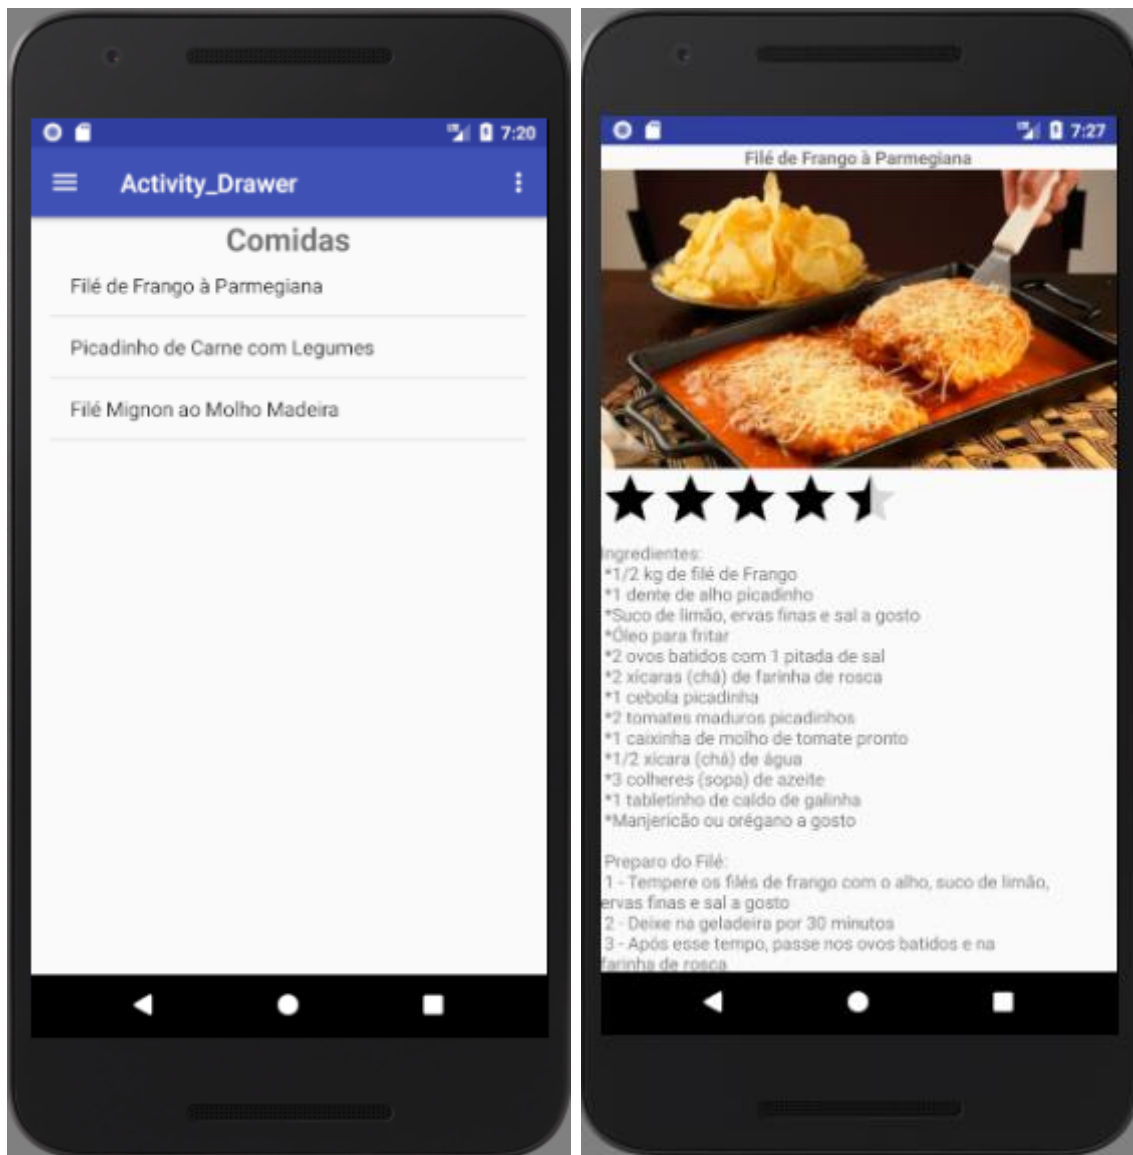 7:20
Activity_Drawer
Comidas
Filé de Frango à Parmegiana
Picadinho de Carne com Legumes
Filé Mignon ao Molho Madeira
7:27
Filé de Frango à Parmegiana
Ingredientes:
*1/2 kg de filé de Frango
*1 dente de alho picadinho
*Suco de limão, ervas finas e sal a gosto
*Óleo para fritar
*2 ovos batidos com 1 pitada de sal
*2 xícaras (chá) de farinha de rosca
*1 cebola picadinha
*2 tomates maduros picadinhos
*1 caixinha de molho de tomate pronto
*1/2 xícara (chá) de água
*3 colheres (sopa) de azeite
*1 tabletinho de caldo de galinha
*Manjericão ou orégano a gosto
Preparo do Filé:
1 - Tempere os filés de frango com o alho, suco de limão,
ervas finas e sal a gosto
2 - Deixe na geladeira por 30 minutos
3 - Após esse tempo, passe nos ovos batidos e na
farinha de rosca